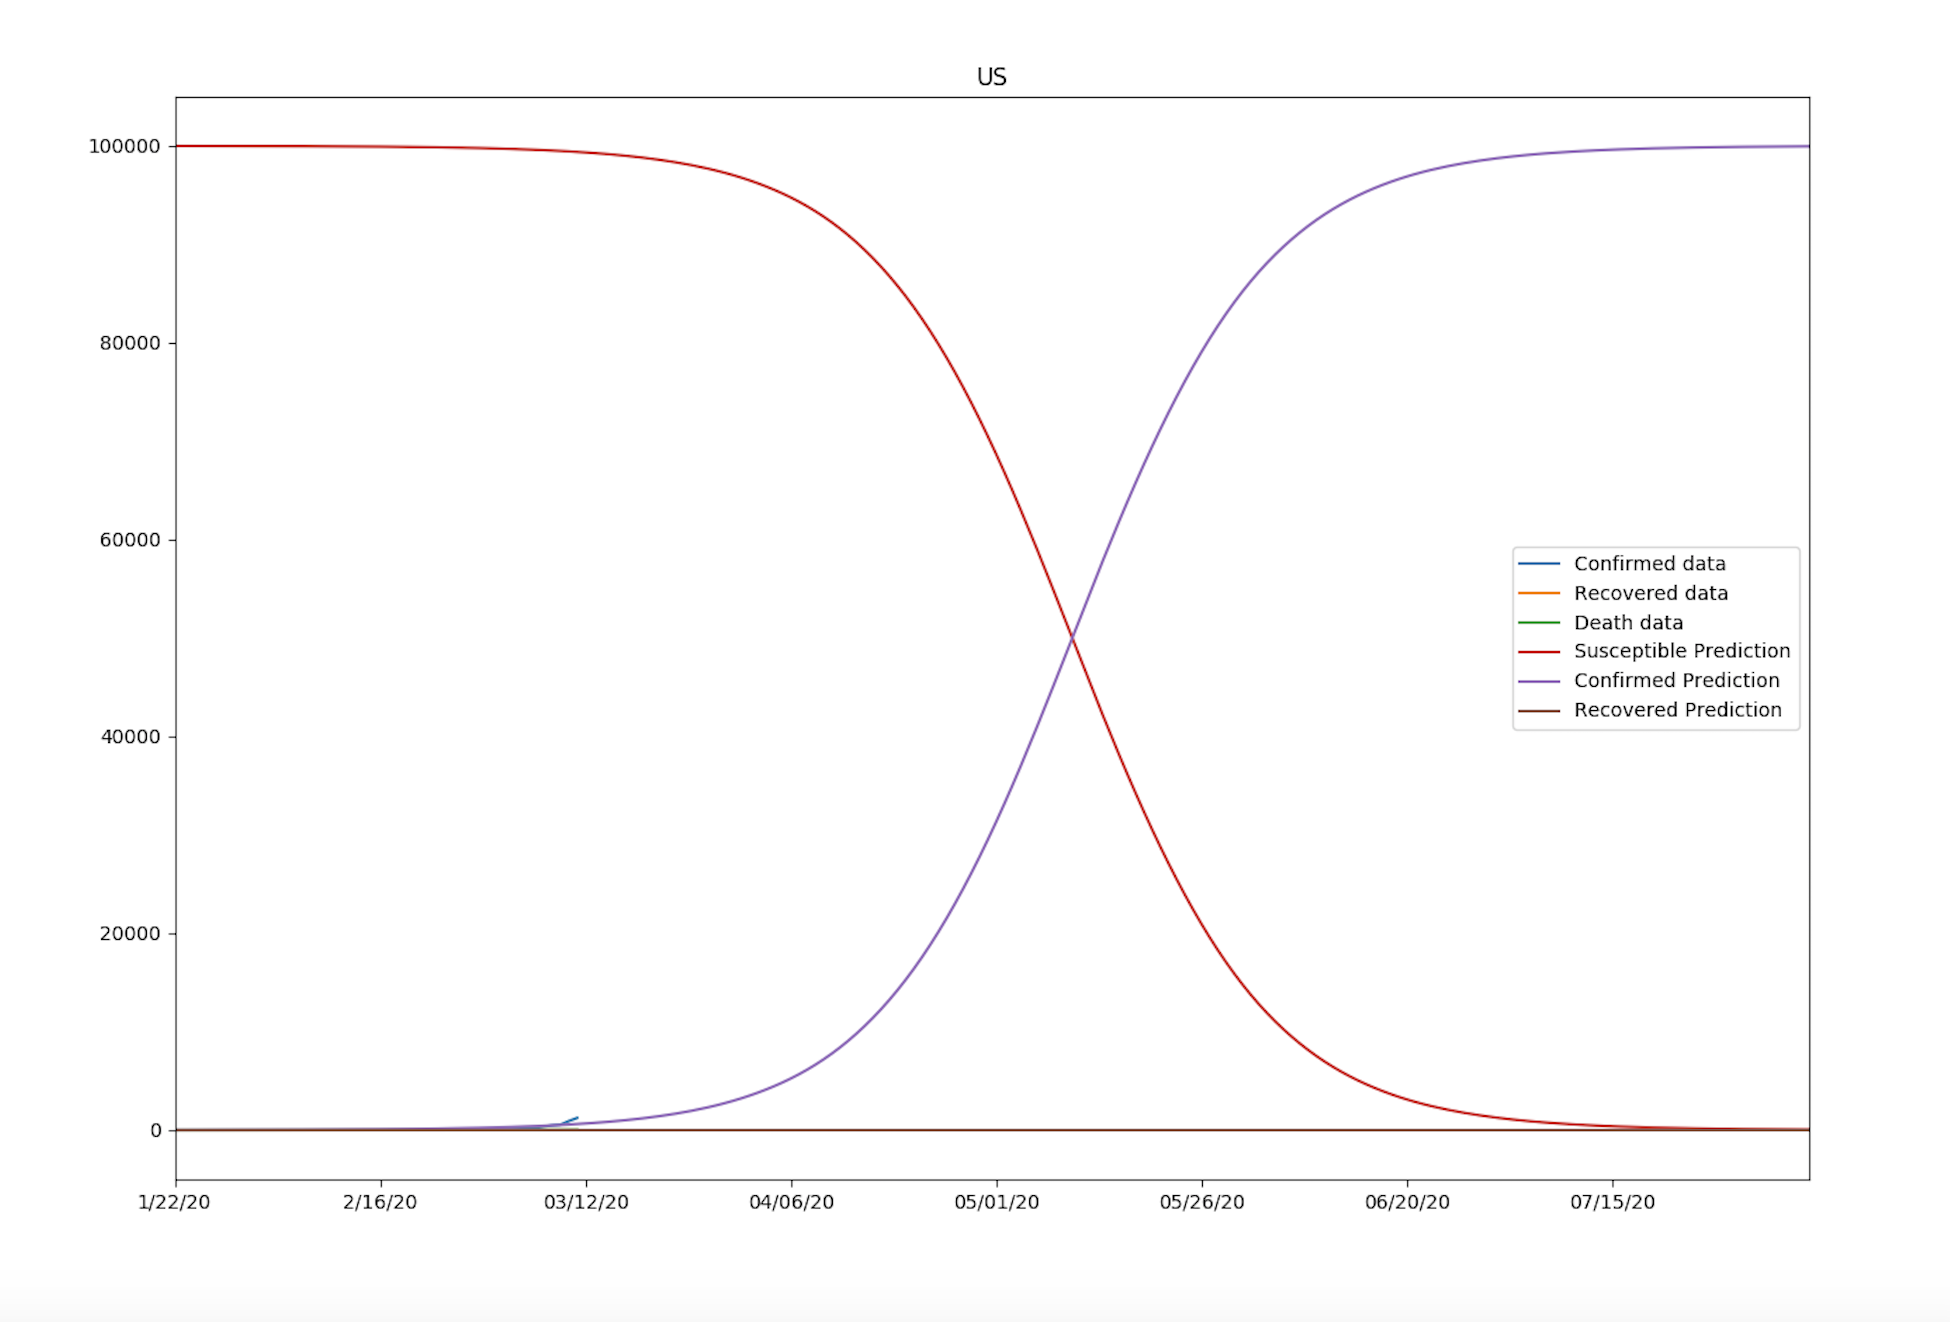 US
100000
80000
60000
40000
20000
0
1/22/20 2/16/20 03/12/20 04/06/20 05/01/20 05/26/20 06/20/20 07/15/20
Confirmed data
Recovered data
Death data
Susceptible Prediction
Confirmed Prediction
Recovered Prediction